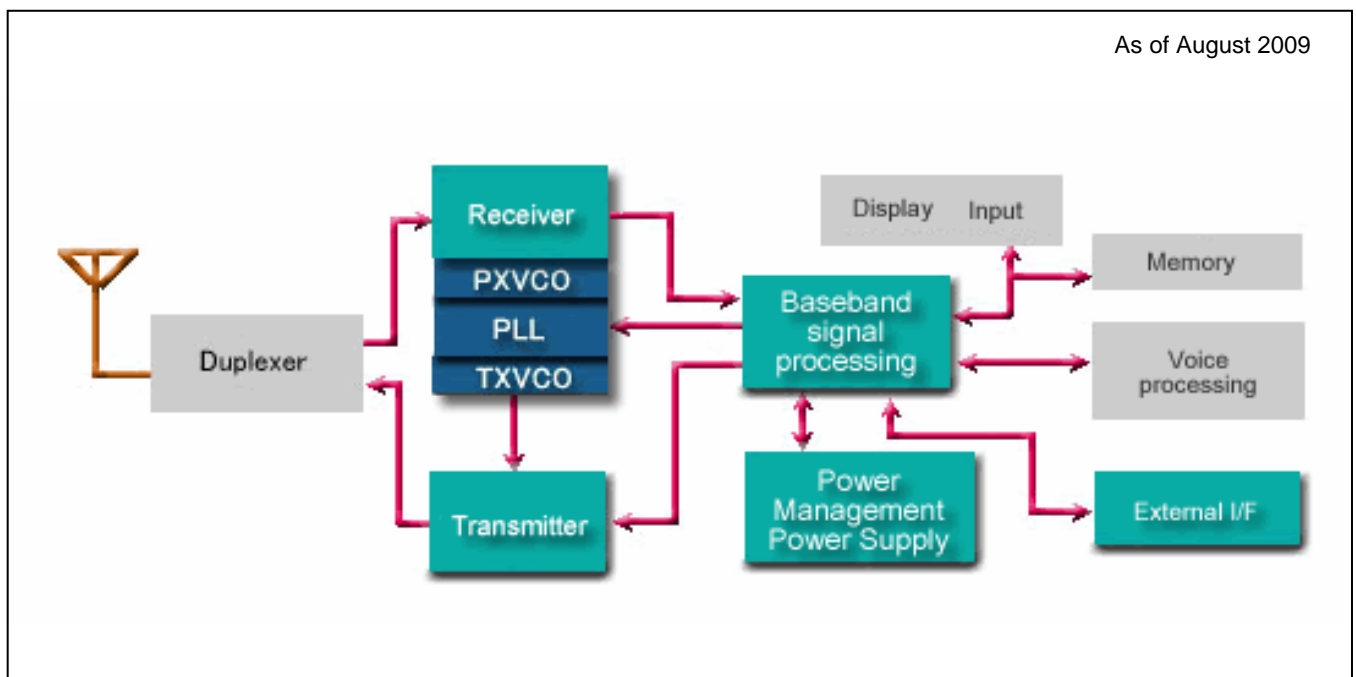 As of August 2009
Receiver
PXVCO
PLL
TXVCO
Duplexer
Transmitter
Baseband
signal
processing
Display Input
Memory
Voice
processing
Power
Management
Power Supply
External I/F